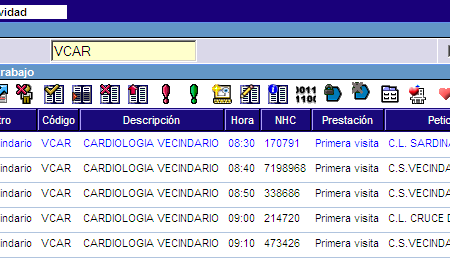 vidad
VCAR
rabajo
tro Código Descripción Hora NHC Prestación Petic
indario VCAR CARDIOLOGIA VECINDARIO 08:30 170791 Primera visita C.L. SARDINA
indario VCAR CARDIOLOGIA VECINDARIO 08:40 7198968 Primera visita C.S.VECINDA
indario VCAR CARDIOLOGIA VECINDARIO 08:50 338686 Primera visita C.S.VECINDA
indario VCAR CARDIOLOGIA VECINDARIO 09:00 214720 Primera visita C.L. CRUCE D
indario VCAR CARDIOLOGIA VECINDARIO 09:10 473426 Primera visita C.S.VECINDA